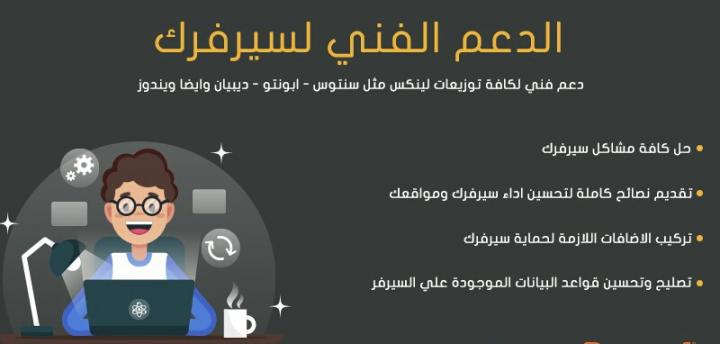 الدعم الفني لسيرفرك
دعم فني لكافة توزيعات لينكس مثل سنتوس - ابونتو - ديبيان وايضا ويندوز
حل كافة مشاكل سيرفرك
تقديم نصائح كاملة لتحسين اداء سيرفرك ومواقعك
تركيب الاضافات اللازمة لحماية سيرفرك
تصليح وتحسين قواعد البيانات الموجودة علي السيرفر